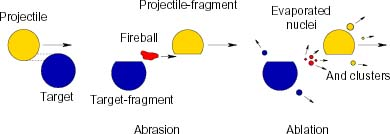 Projectile
Target
Projectile-fragment
Fireball
Target-fragment
Abrasion
Evaporated
nuclei
And clusters
Ablation